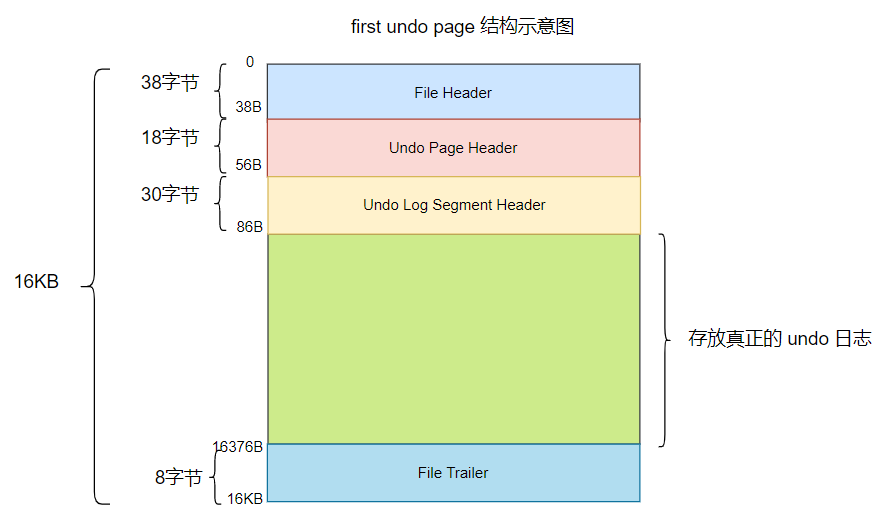 first undo page 结构示意图
0
38字节
File Header
38B
18字节
Undo Page Header
56B
30字节
Undo Log Segment Header
86B
16KB
存放真正的 undo 日志
16376B
8字节
File Trailer
16KB